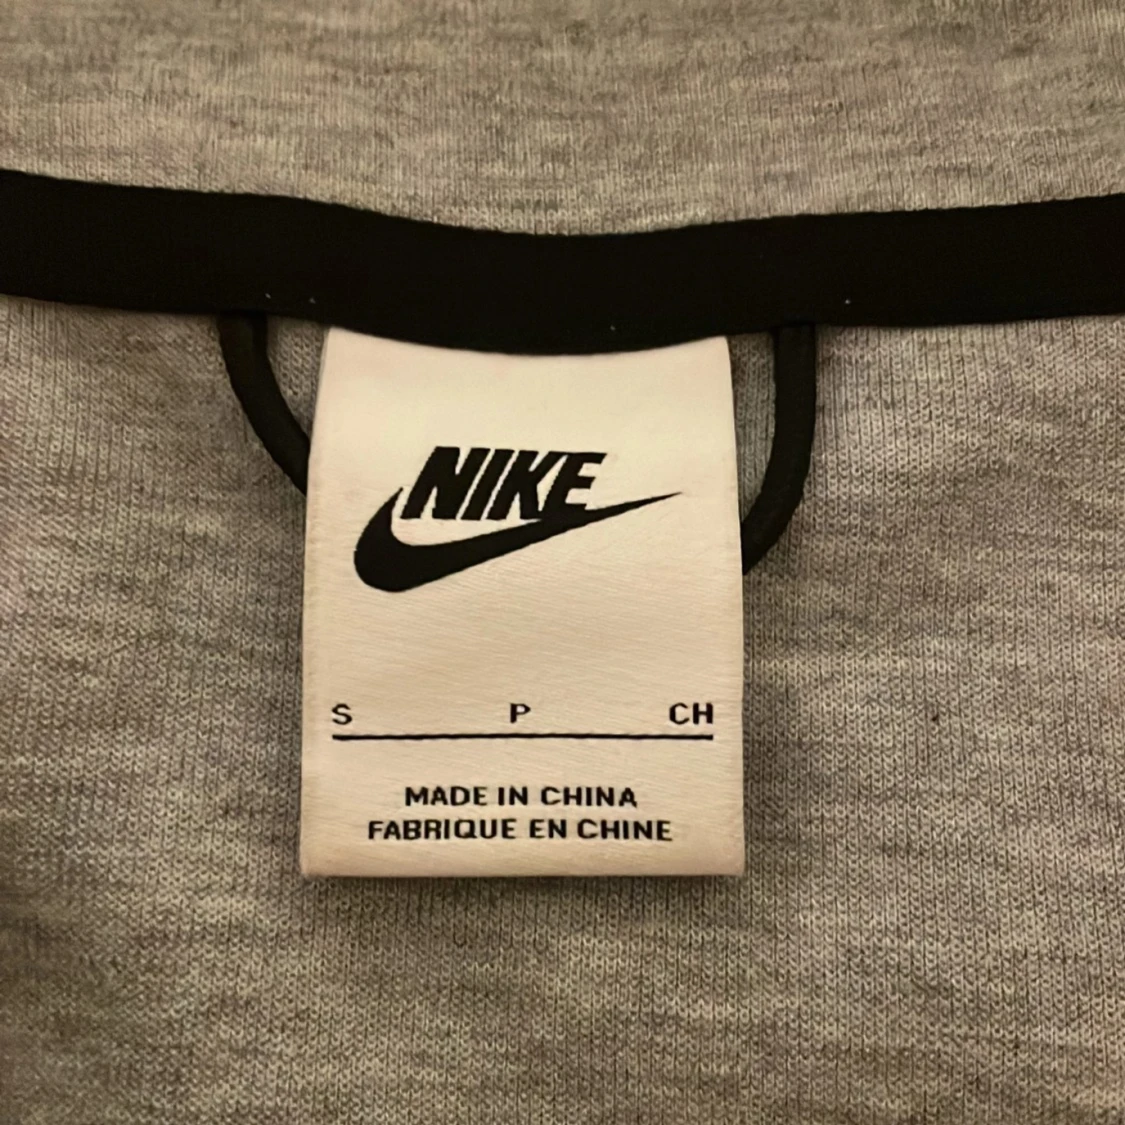 NIKE
S P CH
MADE IN CHINA
FABRIQUE EN CHINE